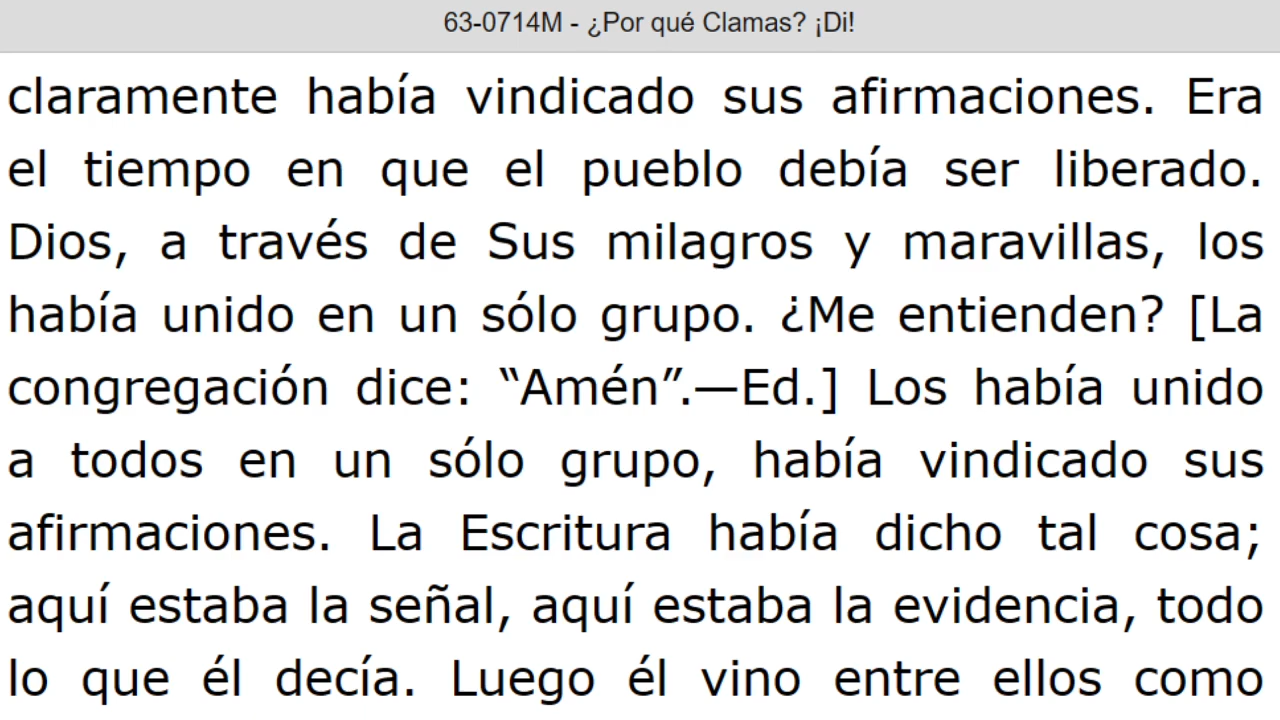 63-0714M - ¿Por qué Clamas? ¡Di!
claramente había vindicado sus afirmaciones. Era
el tiempo en que el pueblo debía ser liberado.
Dios, a través de Sus milagros y maravillas, los
había unido en un sólo grupo. ¿Me entienden? [La
congregación dice: “Amén”.—Ed.] Los había unido
a todos en un sólo grupo, había vindicado sus
afirmaciones. La Escritura había dicho tal cosa;
aquí estaba la señal, aquí estaba la evidencia, todo
lo que él decía. Luego él vino entre ellos como